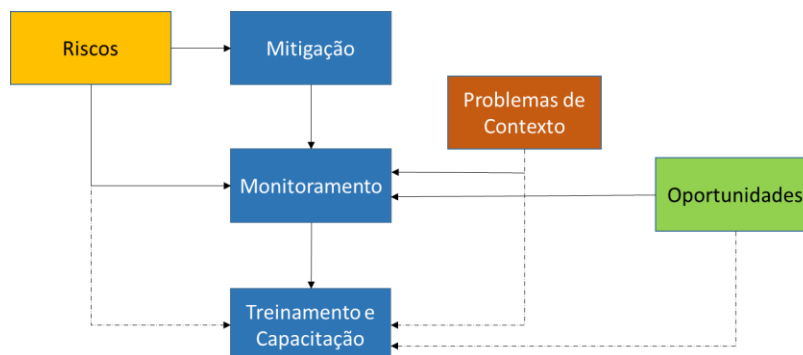 Riscos
Mitigação
Problemas de
Contexto
Monitoramento
Oportunidades
Treinamento e
Capacitação